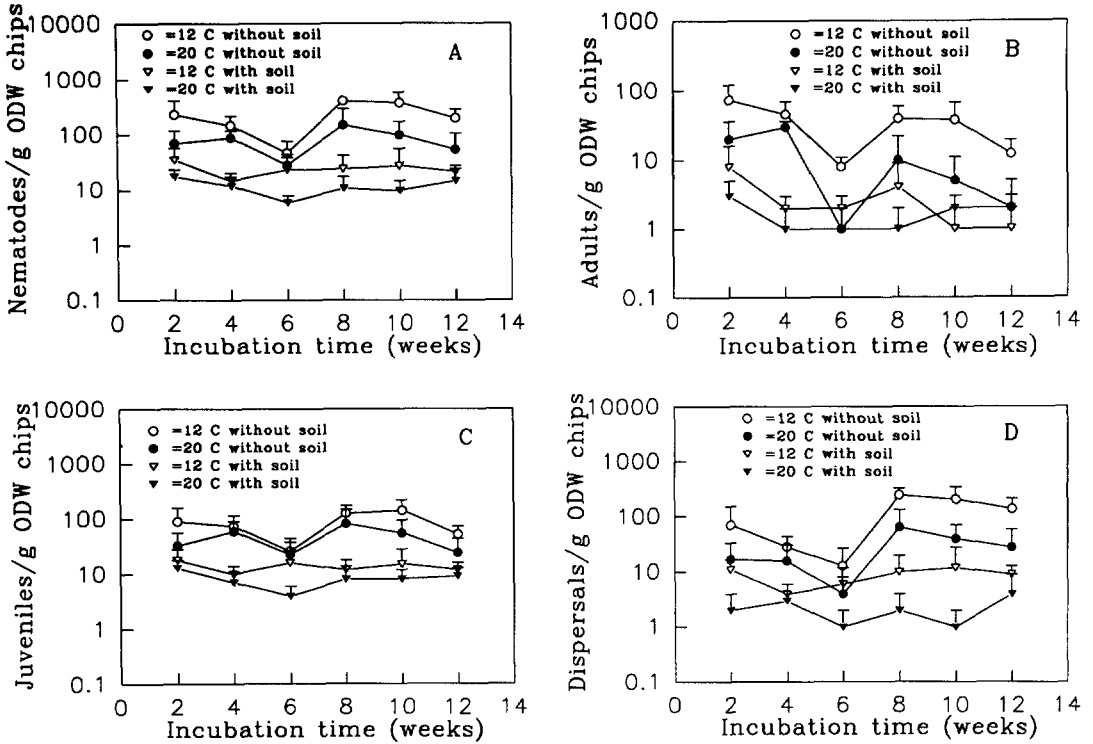 A
=12 C without soil
=20 C without soil
=12 C with soil
=20 C with soil
Nematodes/g ODW chips
10000
1000
100
10
1
0.1
0 2 4 6 8 10 12 14
Incubation time (weeks)
B
=12 C without soil
=20 C without soil
=12 C with soil
=20 C with soil
Adults/g ODW chips
1000
100
10
1
0.1
0 2 4 6 8 10 12 14
Incubation time (weeks)
C
=12 C without soil
=20 C without soil
=12 C with soil
=20 C with soil
Juveniles/g ODW chips
10000
1000
100
10
1
0.1
0 2 4 6 8 10 12 14
Incubation time (weeks)
D
=12 C without soil
=20 C without soil
=12 C with soil
=20 C with soil
Dispersals/g ODW chips
10000
1000
100
10
1
0.1
0 2 4 6 8 10 12 14
Incubation time (weeks)